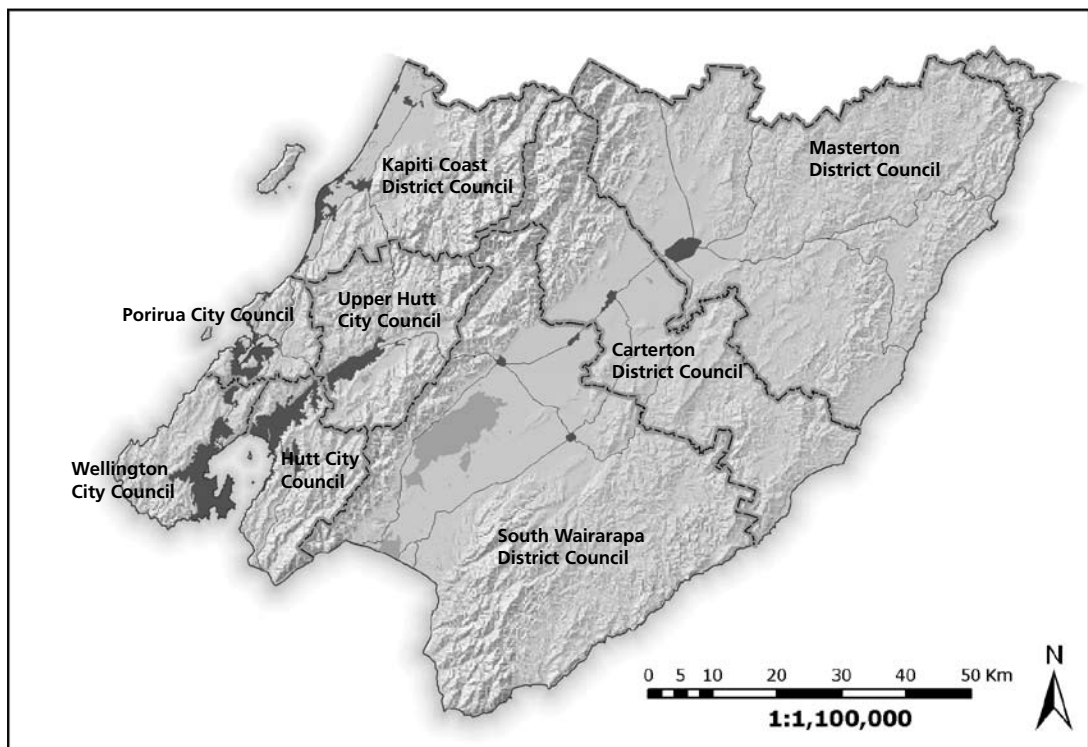 Masterton
District Council
Kapiti Coast
District Council
Upper Hutt
City Council
Porirua City Council
Carterton
District Council
Hutt City
Council
Wellington
City Council
South Wairarapa
District Council
0 5 10 20 30 40 50 Km
1:1,100,000
N